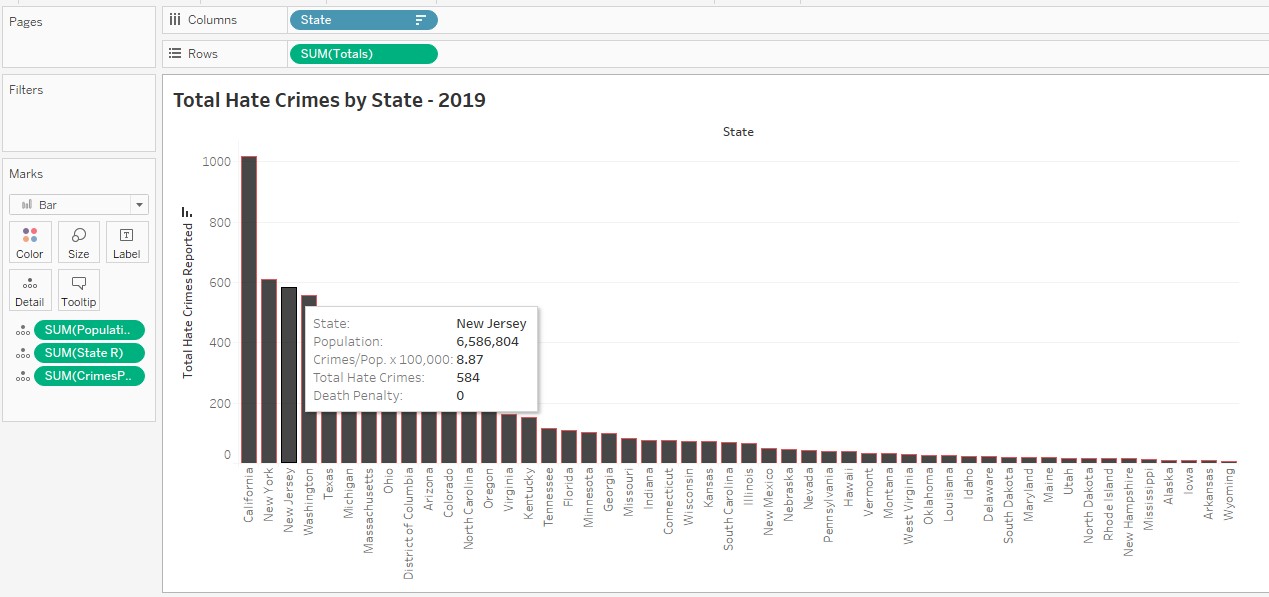 Pages
Columns
State
Rows
SUM(Totals)
Filters
Marks
Bar
Color
Size
Label
Detail
Tooltip
SUM(Populati..
SUM(State R)
SUM(CrimesP..
Total Hate Crimes by State - 2019
State
Total Hate Crimes Reported
1000
800
600
400
200
0
State: New Jersey
Population: 6,586,804
Crimes/Pop. x 100,000: 8.87
Total Hate Crimes: 584
Death Penalty: 0
California
New York
New Jersey
Washington
Texas
Michigan
Massachusetts
Ohio
District of Columbia
Arizona
Colorado
North Carolina
Oregon
Virginia
Kentucky
Tennessee
Florida
Minnesota
Georgia
Missouri
Indiana
Connecticut
Wisconsin
Kansas
South Carolina
Illinois
New Mexico
Nebraska
Nevada
Pennsylvania
Hawaii
Vermont
Montana
West Virginia
Oklahoma
Louisiana
Idaho
Delaware
South Dakota
Maryland
Maine
Utah
North Dakota
Rhode Island
New Hampshire
Mississippi
Alaska
Iowa
Arkansas
Wyoming